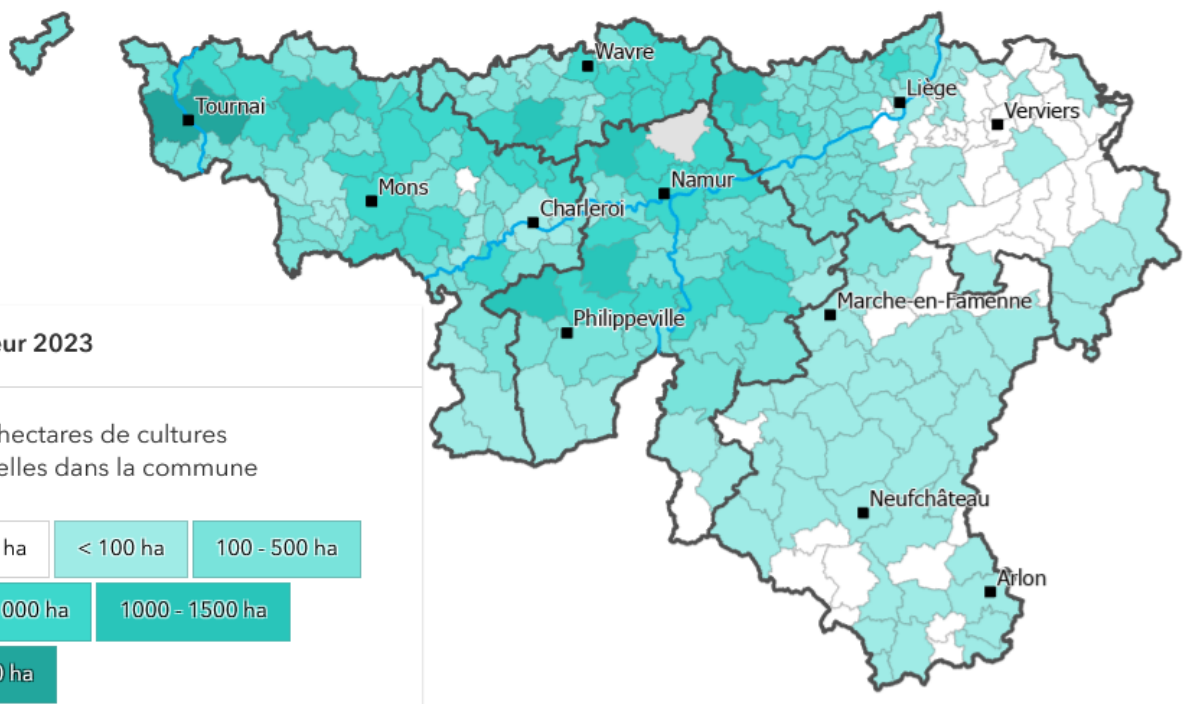 Wavre
Liège
Tournai
Verviers
Namur
Mons
Charleroi
Marche-en-Famenne
Philippeville
eur 2023
hectares de cultures
elles dans la commune
ha
< 100 ha
100 - 500 ha
Neufchâteau
000 ha
1000 - 1500 ha
Arlon
0 ha